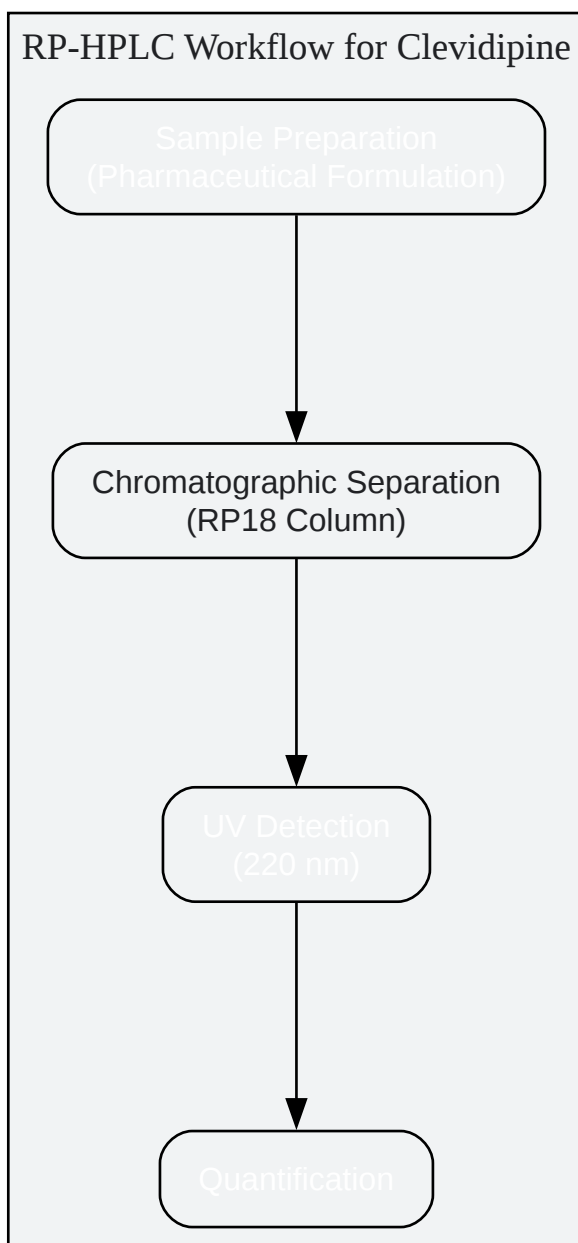 RP-HPLC Workflow for Clevidipine
Sample Preparation
(Pharmaceutical Formulation)
Chromatographic Separation
(RP18 Column)
UV Detection
(220 nm)
Quantification